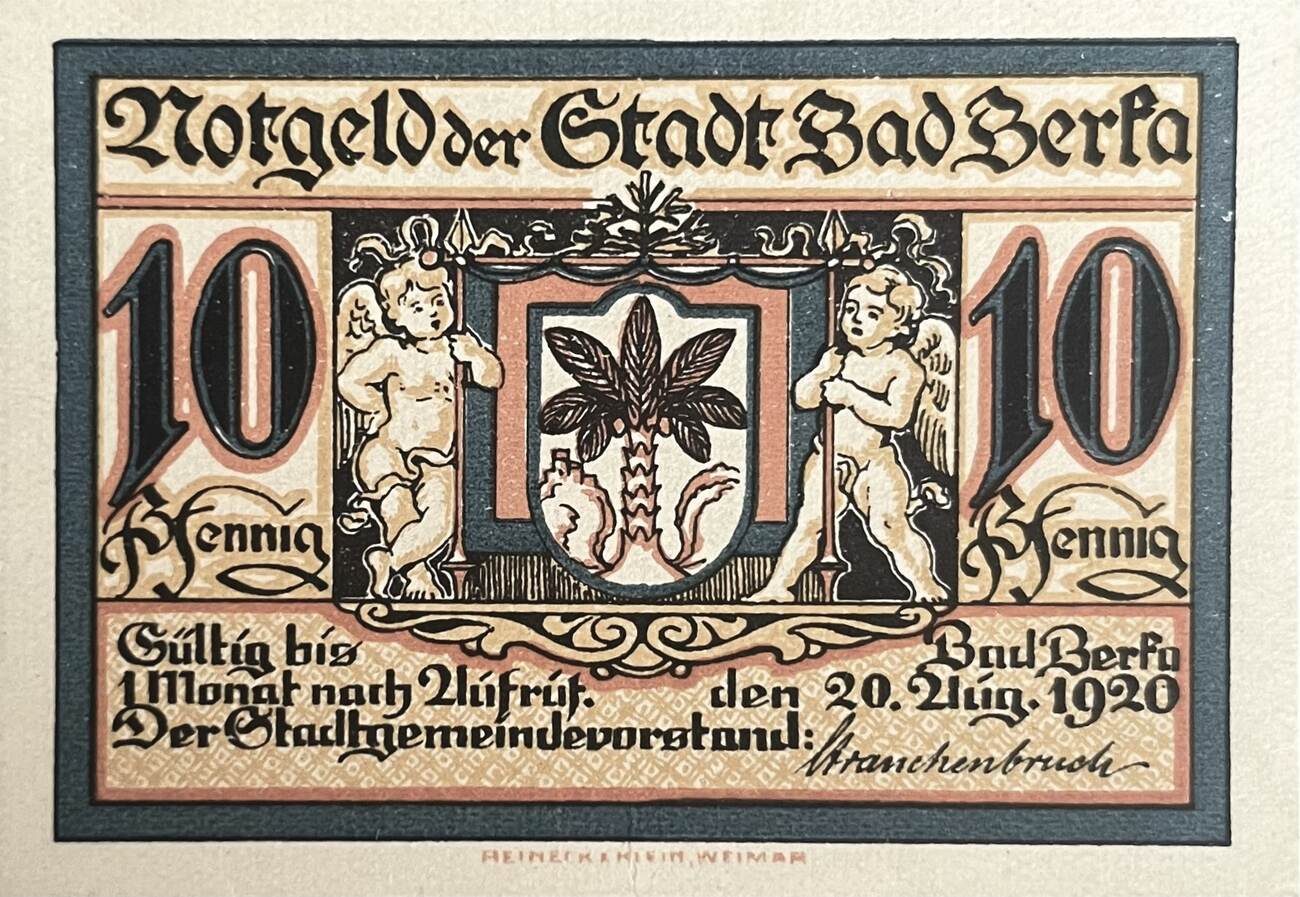 Notgeld der Stadt Bad Berka
10
Pfennig
10
Pfennig
Gültig bis
1 Monat nach Aufruf.
Der Stadtgemeindevorstand:
Bad Berka
den 20. Aug. 1920
REINECK & KLEIN, WEIMAR